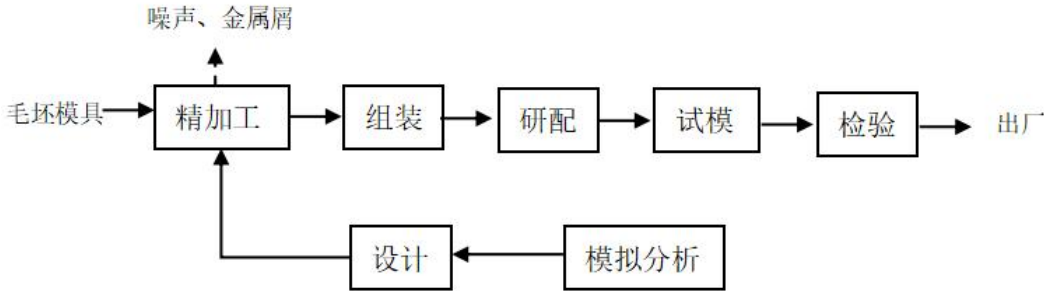 噪声、金属屑
毛坯模具
精加工
组装
研配
试模
检验
出厂
设计
模拟分析